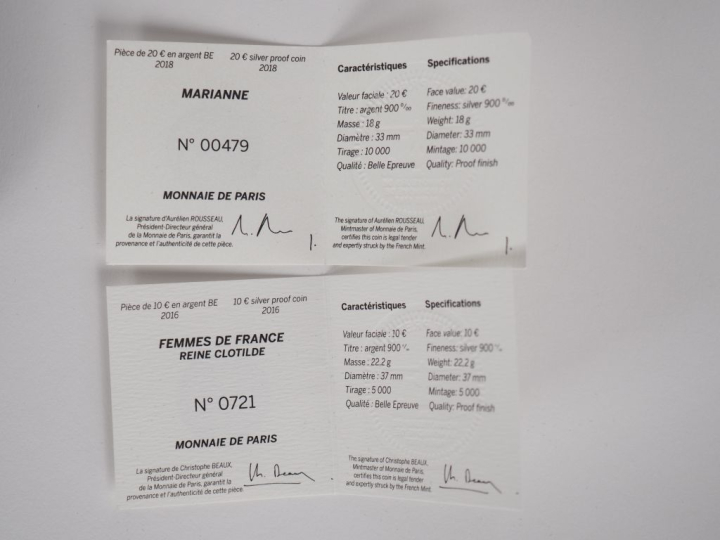 Pièce de 20 € en argent BE
2018
20 € silver proof coin
2018
MARIANNE
N° 00479
MONNAIE DE PARIS
La signature d'Aurélien ROUSSEAU,
Président-Directeur général
de la Monnaie de Paris, garantit la
provenance et l'authenticité de cette pièce.
Caractéristiques
Valeur faciale : 20 €
Titre : argent 900 °/oo
Masse : 18 g
Diamètre : 33 mm
Tirage : 10 000
Qualité : Belle Epreuve
Specifications
Face value: 20 €
Fineness: silver 900 °/oo
Weight: 18 g
Diameter: 33 mm
Mintage: 10 000
Quality: Proof finish
The signature of Aurélien ROUSSEAU,
Mintmaster of Monnaie de Paris,
certifies this coin is legal tender
and expertly struck by the French Mint.
Pièce de 10 € en argent BE
2016
10 € silver proof coin
2016
FEMMES DE FRANCE
REINE CLOTILDE
N° 0721
MONNAIE DE PARIS
La signature de Christophe BEAUX,
Président-Directeur général
de la Monnaie de Paris, garantit la
provenance et l'authenticité de cette pièce
Ch. Beaux
Caractéristiques
Valeur faciale : 10 €
Titre : argent 900 °/oo
Masse : 22.2 g
Diamètre : 37 mm
Tirage : 5 000
Qualité : Belle Epreuve
Specifications
Face value: 10 €
Fineness: silver 900 °/oo
Weight: 22.2 g
Diameter: 37 mm
Mintage: 5 000
Quality: Proof finish
The signature of Christophe BEAUX,
Mintmaster of Monnaie de Paris,
certifies this coin is legal tender
and expertly struck by the French Mint.
Ch. Beaux